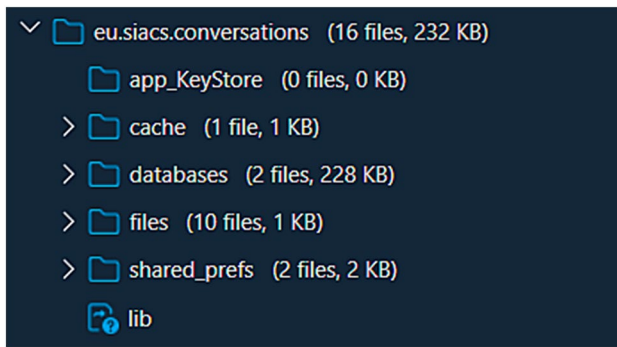 eu.siacs.conversations (16 files, 232 KB)
app_KeyStore (0 files, 0 KB)
cache (1 file, 1 KB)
databases (2 files, 228 KB)
files (10 files, 1 KB)
shared_prefs (2 files, 2 KB)
lib